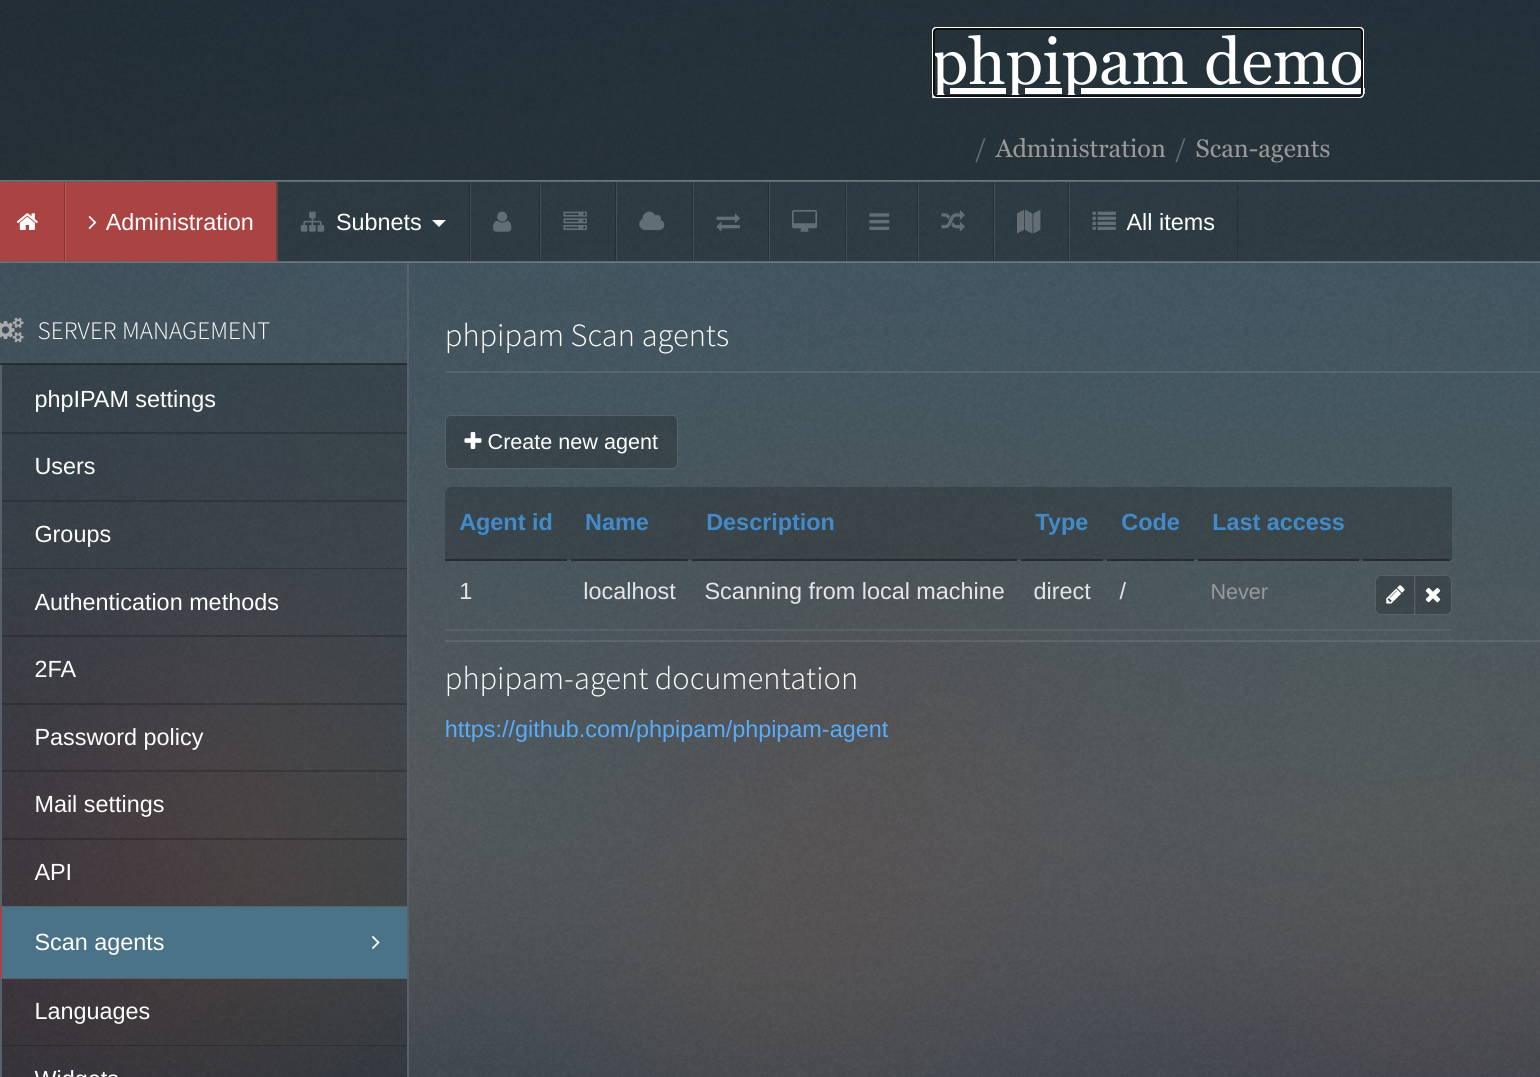 phpipam demo
/ Administration / Scan-agents
Administration Subnets All items
SERVER MANAGEMENT
phpIPAM settings
Users
Groups
Authentication methods
2FA
Password policy
Mail settings
API
Scan agents
Languages
Widgets
phpipam Scan agents
Create new agent
Agent id Name Description Type Code Last access
1 localhost Scanning from local machine direct / Never
phpipam-agent documentation
https://github.com/phpipam/phpipam-agent